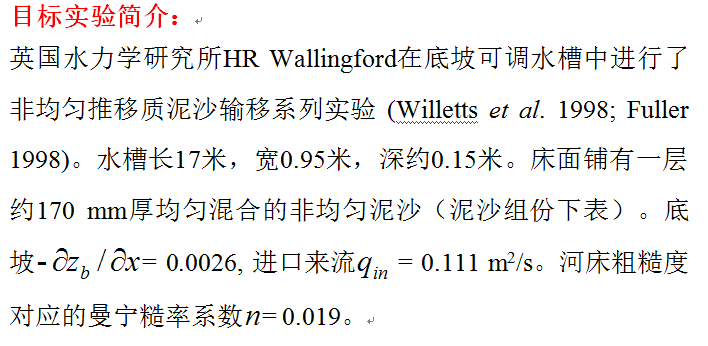 目标实验简介：
英国水力学研究所HR Wallingford在底坡可调水槽中进行了
非均匀推移质泥沙输移系列实验 (Willetts et al. 1998; Fuller
1998)。水槽长17米，宽0.95米，深约0.15米。床面铺有一层
约170 mm厚均匀混合的非均匀泥沙（泥沙组份下表）。底
坡-∂z_b/∂x= 0.0026, 进口来流q_in = 0.111 m²/s。河床粗糙度
对应的曼宁糙率系数n= 0.019。